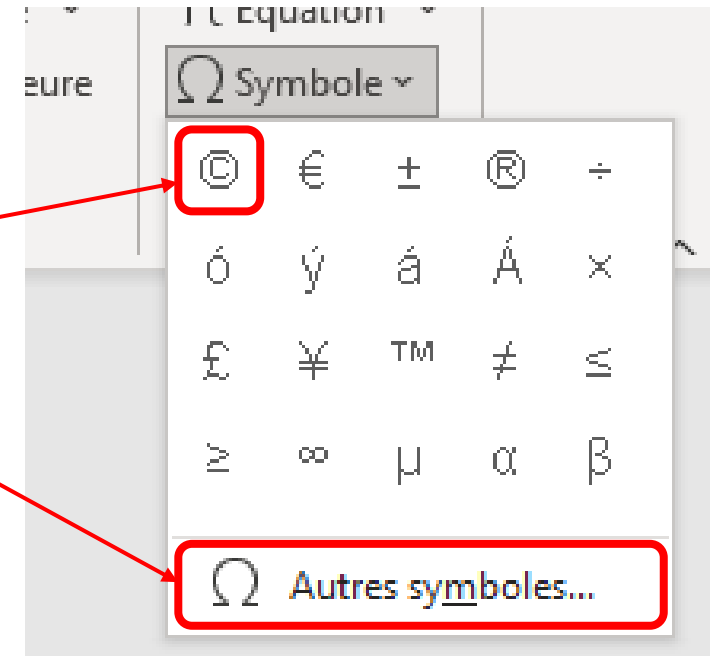 Équation
eure
Ω Symbole
© € ± ® ÷
ó ý á Á ×
£ ¥ ™ ≠ ≤
≥ ∞ µ α β
Ω Autres symboles...